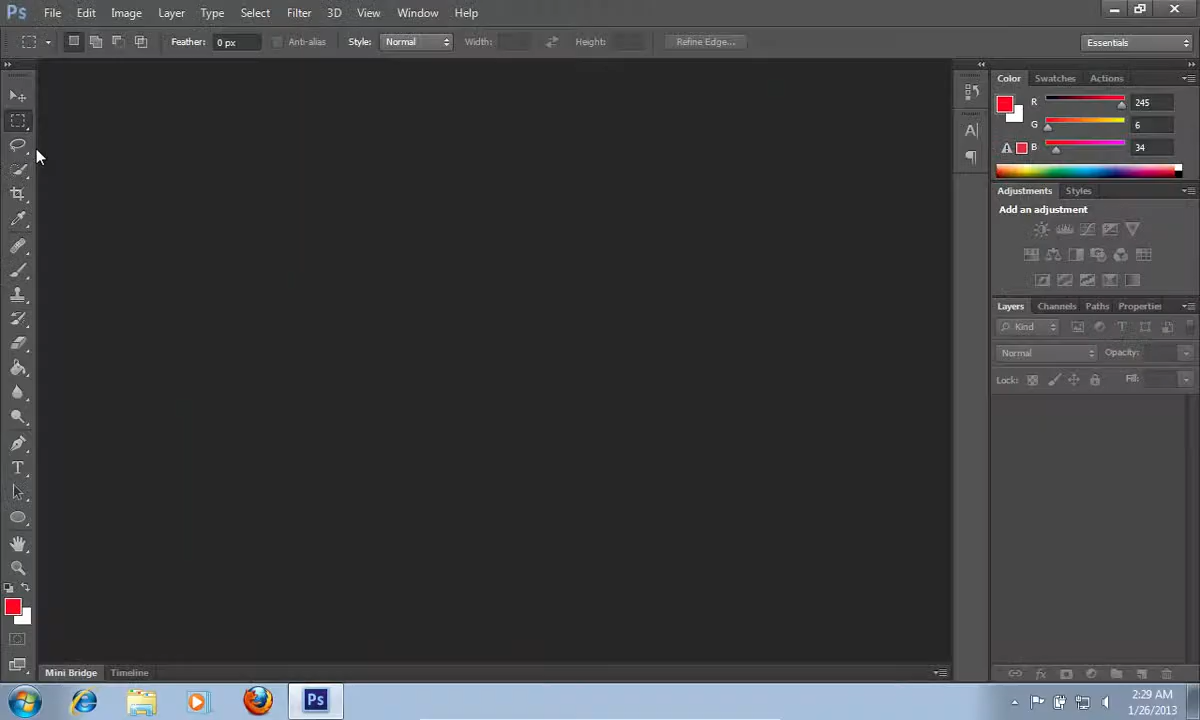 Ps File Edit Image Layer Type Select Filter 3D View Window Help
Feather: 0 px Anti-alias Style: Normal Width: Height: Refine Edge... Essentials
Color Swatches Actions
R 245
G 6
B 34
Adjustments Styles
Add an adjustment
Layers Channels Paths Properties
Kind
Normal Opacity:
Lock: Fill:
Mini Bridge Timeline
Ps 2:29 AM
1/26/2013